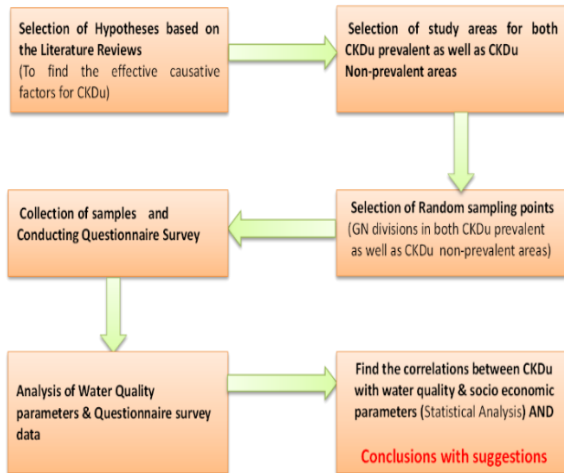 Selection of Hypotheses based on
the Literature Reviews
(To find the effective causative
factors for CKDu)
Selection of study areas for both
CKDu prevalent as well as CKDu
Non-prevalent areas
Selection of Random sampling points
(GN divisions in both CKDu prevalent
as well as CKDu non-prevalent areas)
Collection of samples and
Conducting Questionnaire Survey
Analysis of Water Quality
parameters & Questionnaire survey
data
Find the correlations between CKDu
with water quality & socio economic
parameters (Statistical Analysis) AND
Conclusions with suggestions